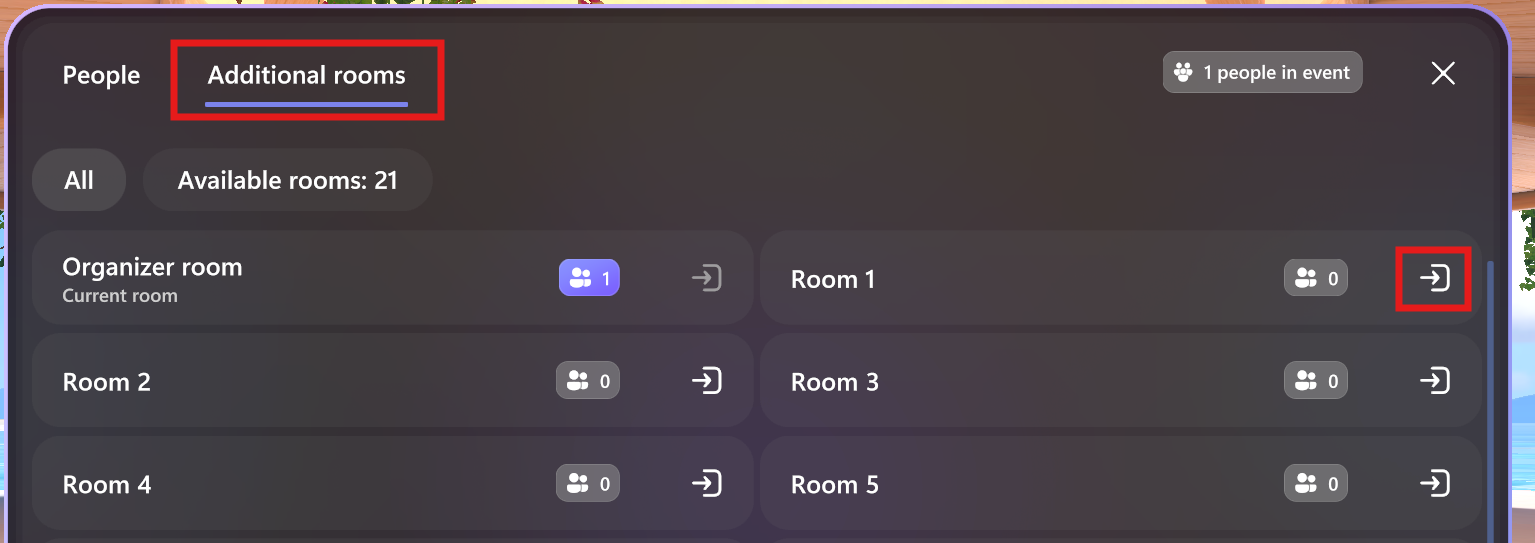 People
Additional rooms
1 people in event
All
Available rooms: 21
Organizer room
Current room
1
Room 1
0
Room 2
0
Room 3
0
Room 4
0
Room 5
0